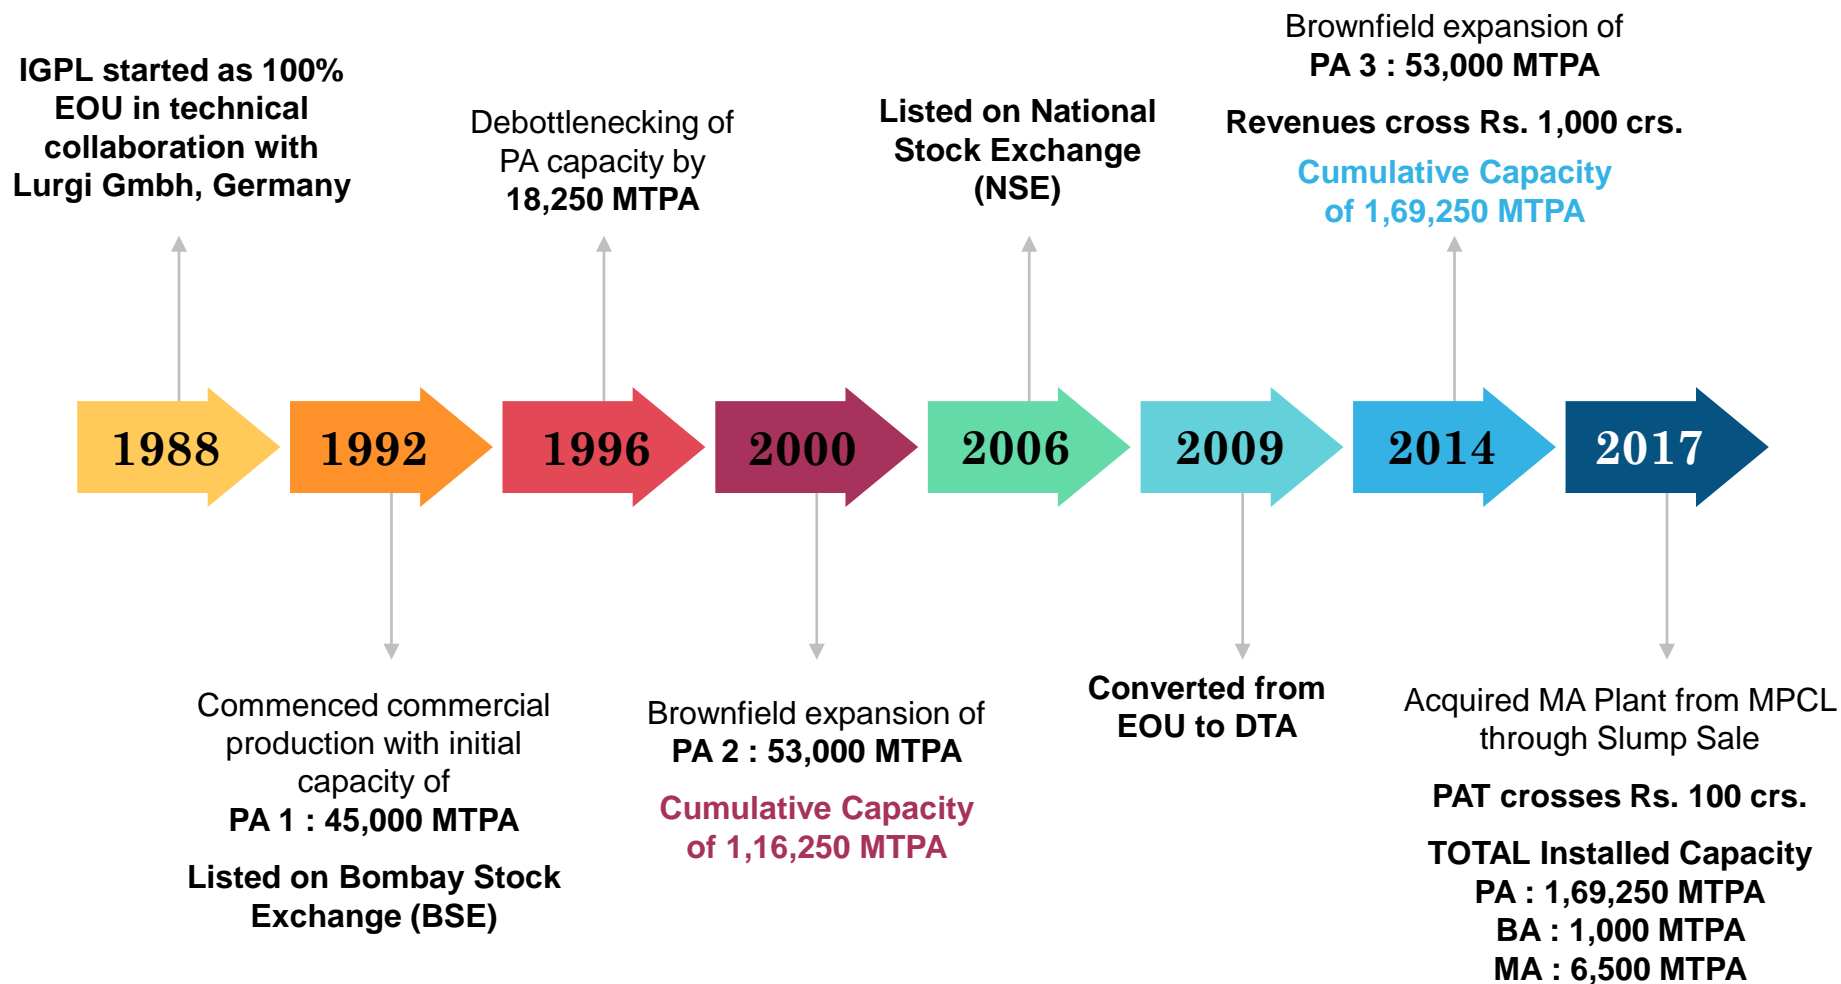 IGPL started as 100%
EOU in technical
collaboration with
Lurgi Gmbh, Germany
Debottlenecking of
PA capacity by
18,250 MTPA
Listed on National
Stock Exchange
(NSE)
Brownfield expansion of
PA 3 : 53,000 MTPA
Revenues cross Rs. 1,000 crs.
Cumulative Capacity
of 1,69,250 MTPA
1988
1992
1996
2000
2006
2009
2014
2017
Commenced commercial
production with initial
capacity of
PA 1 : 45,000 MTPA
Listed on Bombay Stock
Exchange (BSE)
Brownfield expansion of
PA 2 : 53,000 MTPA
Cumulative Capacity
of 1,16,250 MTPA
Converted from
EOU to DTA
Acquired MA Plant from MPCL
through Slump Sale
PAT crosses Rs. 100 crs.
TOTAL Installed Capacity
PA : 1,69,250 MTPA
BA : 1,000 MTPA
MA : 6,500 MTPA